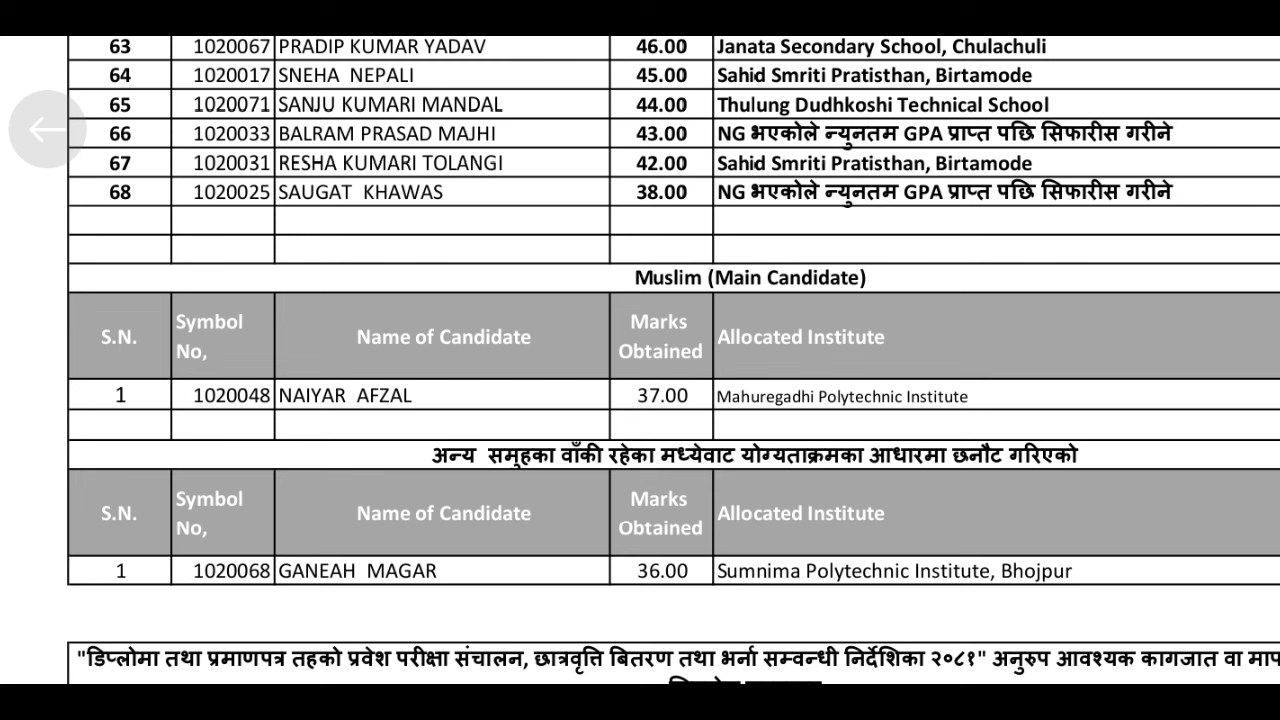 63 1020067 PRADIP KUMAR YADAV 46.00 Janata Secondary School, Chulachuli
64 1020017 SNEHA NEPALI 45.00 Sahid Smriti Pratisthan, Birtamode
65 1020071 SANJU KUMARI MANDAL 44.00 Thulung Dudhkoshi Technical School
66 1020033 BALRAM PRASAD MAJHI 43.00 NG भएकोले न्युनतम GPA प्राप्त पछि सिफारीस गरीने
67 1020031 RESHA KUMARI TOLANGI 42.00 Sahid Smriti Pratisthan, Birtamode
68 1020025 SAUGAT KHAWAS 38.00 NG भएकोले न्युनतम GPA प्राप्त पछि सिफारीस गरीने
Muslim (Main Candidate)
S.N. Symbol No, Name of Candidate Marks Obtained Allocated Institute
1 1020048 NAIYAR AFZAL 37.00 Mahuregadhi Polytechnic Institute
अन्य समुहका वाँकी रहेका मध्येवाट योग्यताक्रमका आधारमा छनौट गरिएको
S.N. Symbol No, Name of Candidate Marks Obtained Allocated Institute
1 1020068 GANEAH MAGAR 36.00 Sumnima Polytechnic Institute, Bhojpur
"डिप्लोमा तथा प्रमाणपत्र तहको प्रवेश परीक्षा संचालन, छात्रवृत्ति बितरण तथा भर्ना सम्वन्धी निर्देशिका २०८१" अनुरुप आवश्यक कागजात वा माप